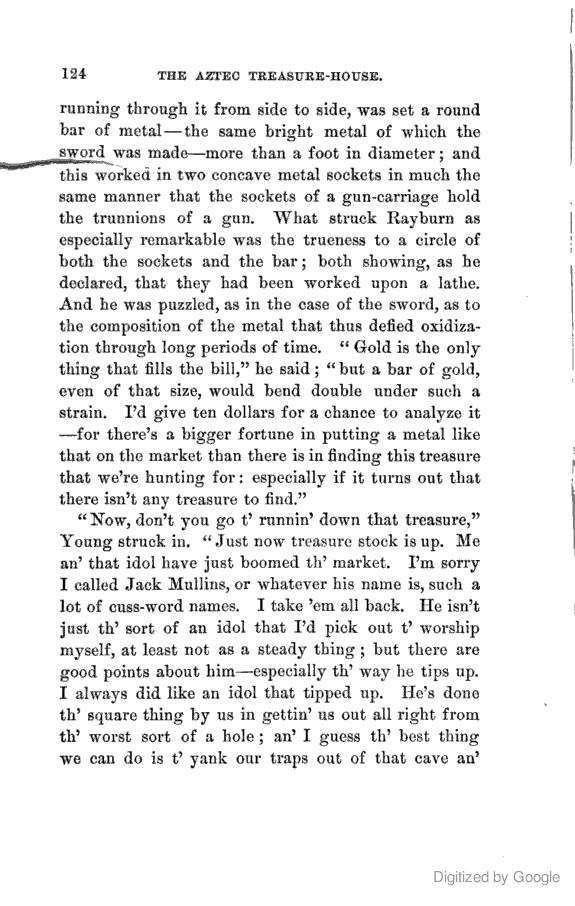 124 THE AZTEC TREASURE-HOUSE.
running through it from side to side, was set a round
bar of metal—the same bright metal of which the
sword was made—more than a foot in diameter; and
this worked in two concave metal sockets in much the
same manner that the sockets of a gun-carriage hold
the trunnions of a gun. What struck Rayburn as
especially remarkable was the trueness to a circle of
both the sockets and the bar; both showing, as he
declared, that they had been worked upon a lathe.
And he was puzzled, as in the case of the sword, as to
the composition of the metal that thus defied oxidiza-
tion through long periods of time. "Gold is the only
thing that fills the bill," he said; "but a bar of gold,
even of that size, would bend double under such a
strain. I'd give ten dollars for a chance to analyze it
—for there's a bigger fortune in putting a metal like
that on the market than there is in finding this treasure
that we're hunting for: especially if it turns out that
there isn't any treasure to find."
"Now, don't you go t' runnin' down that treasure,"
Young struck in. "Just now treasure stock is up. Me
an' that idol have just boomed th' market. I'm sorry
I called Jack Mullins, or whatever his name is, such a
lot of cuss-word names. I take 'em all back. He isn't
just th' sort of an idol that I'd pick out t' worship
myself, at least not as a steady thing; but there are
good points about him—especially th' way he tips up.
I always did like an idol that tipped up. He's done
th' square thing by us in gettin' us out all right from
th' worst sort of a hole; an' I guess th' best thing
we can do is t' yank our traps out of that cave an'
Digitized by Google